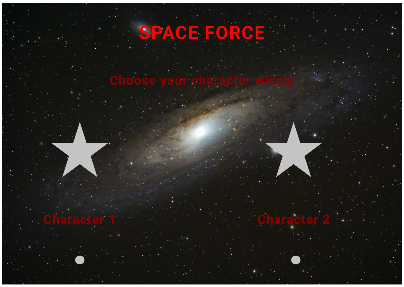 SPACE FORCE
Choose your character wisely
Character 1
Character 2